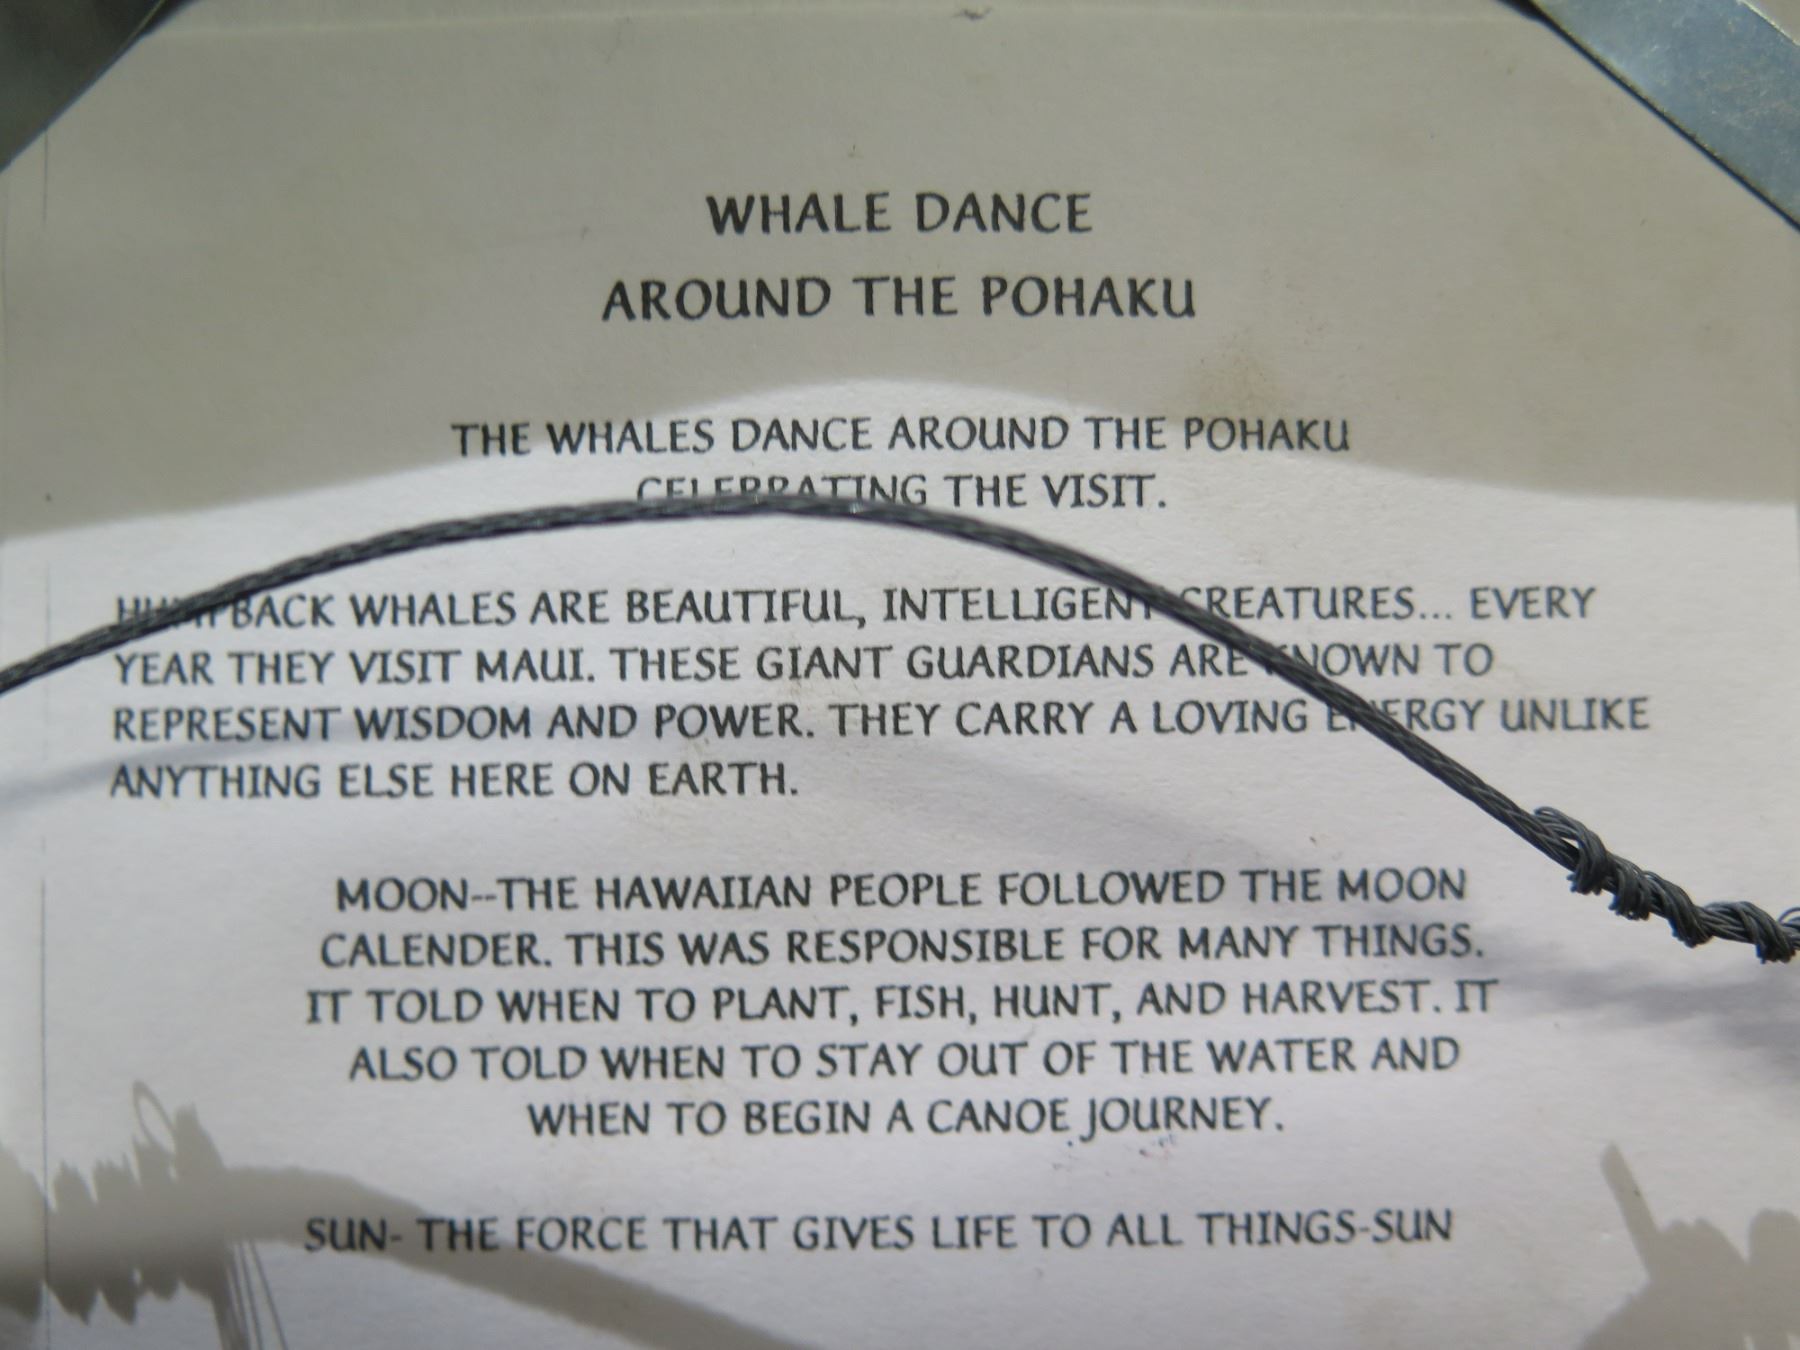 WHALE DANCE
AROUND THE POHAKU
THE WHALES DANCE AROUND THE POHAKU
CELEBRATING THE VISIT.
HUMPBACK WHALES ARE BEAUTIFUL, INTELLIGENT CREATURES... EVERY
YEAR THEY VISIT MAUI. THESE GIANT GUARDIANS ARE KNOWN TO
REPRESENT WISDOM AND POWER. THEY CARRY A LOVING ENERGY UNLIKE
ANYTHING ELSE HERE ON EARTH.
MOON--THE HAWAIIAN PEOPLE FOLLOWED THE MOON
CALENDER. THIS WAS RESPONSIBLE FOR MANY THINGS.
IT TOLD WHEN TO PLANT, FISH, HUNT, AND HARVEST. IT
ALSO TOLD WHEN TO STAY OUT OF THE WATER AND
WHEN TO BEGIN A CANOE JOURNEY.
SUN- THE FORCE THAT GIVES LIFE TO ALL THINGS-SUN